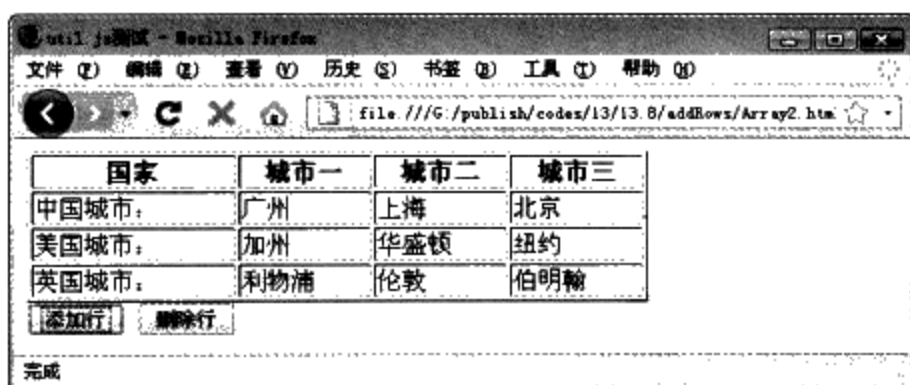 util.js测试 - Mozilla Firefox
文件 (F) 编辑 (E) 查看 (V) 历史 (S) 书签 (B) 工具 (T) 帮助 (H)
file:///G:/publish/codes/13/13.8/addRows/Array2.htm
国家 城市一 城市二 城市三
中国城市: 广州 上海 北京
美国城市: 加州 华盛顿 纽约
英国城市: 利物浦 伦敦 伯明翰
添加行 删除行
完成